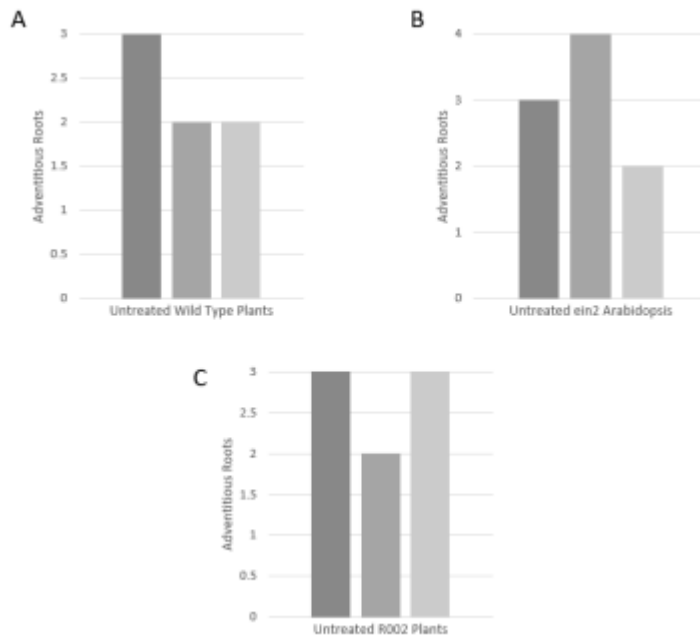 A
Adventitious Roots
3
2.5
2
1.5
1
0.5
0
Untreated Wild Type Plants
B
Adventitious Roots
4
3
2
1
0
Untreated ein2 Arabidopsis
C
Adventitious Roots
3
2.5
2
1.5
1
0.5
0
Untreated R002 Plants